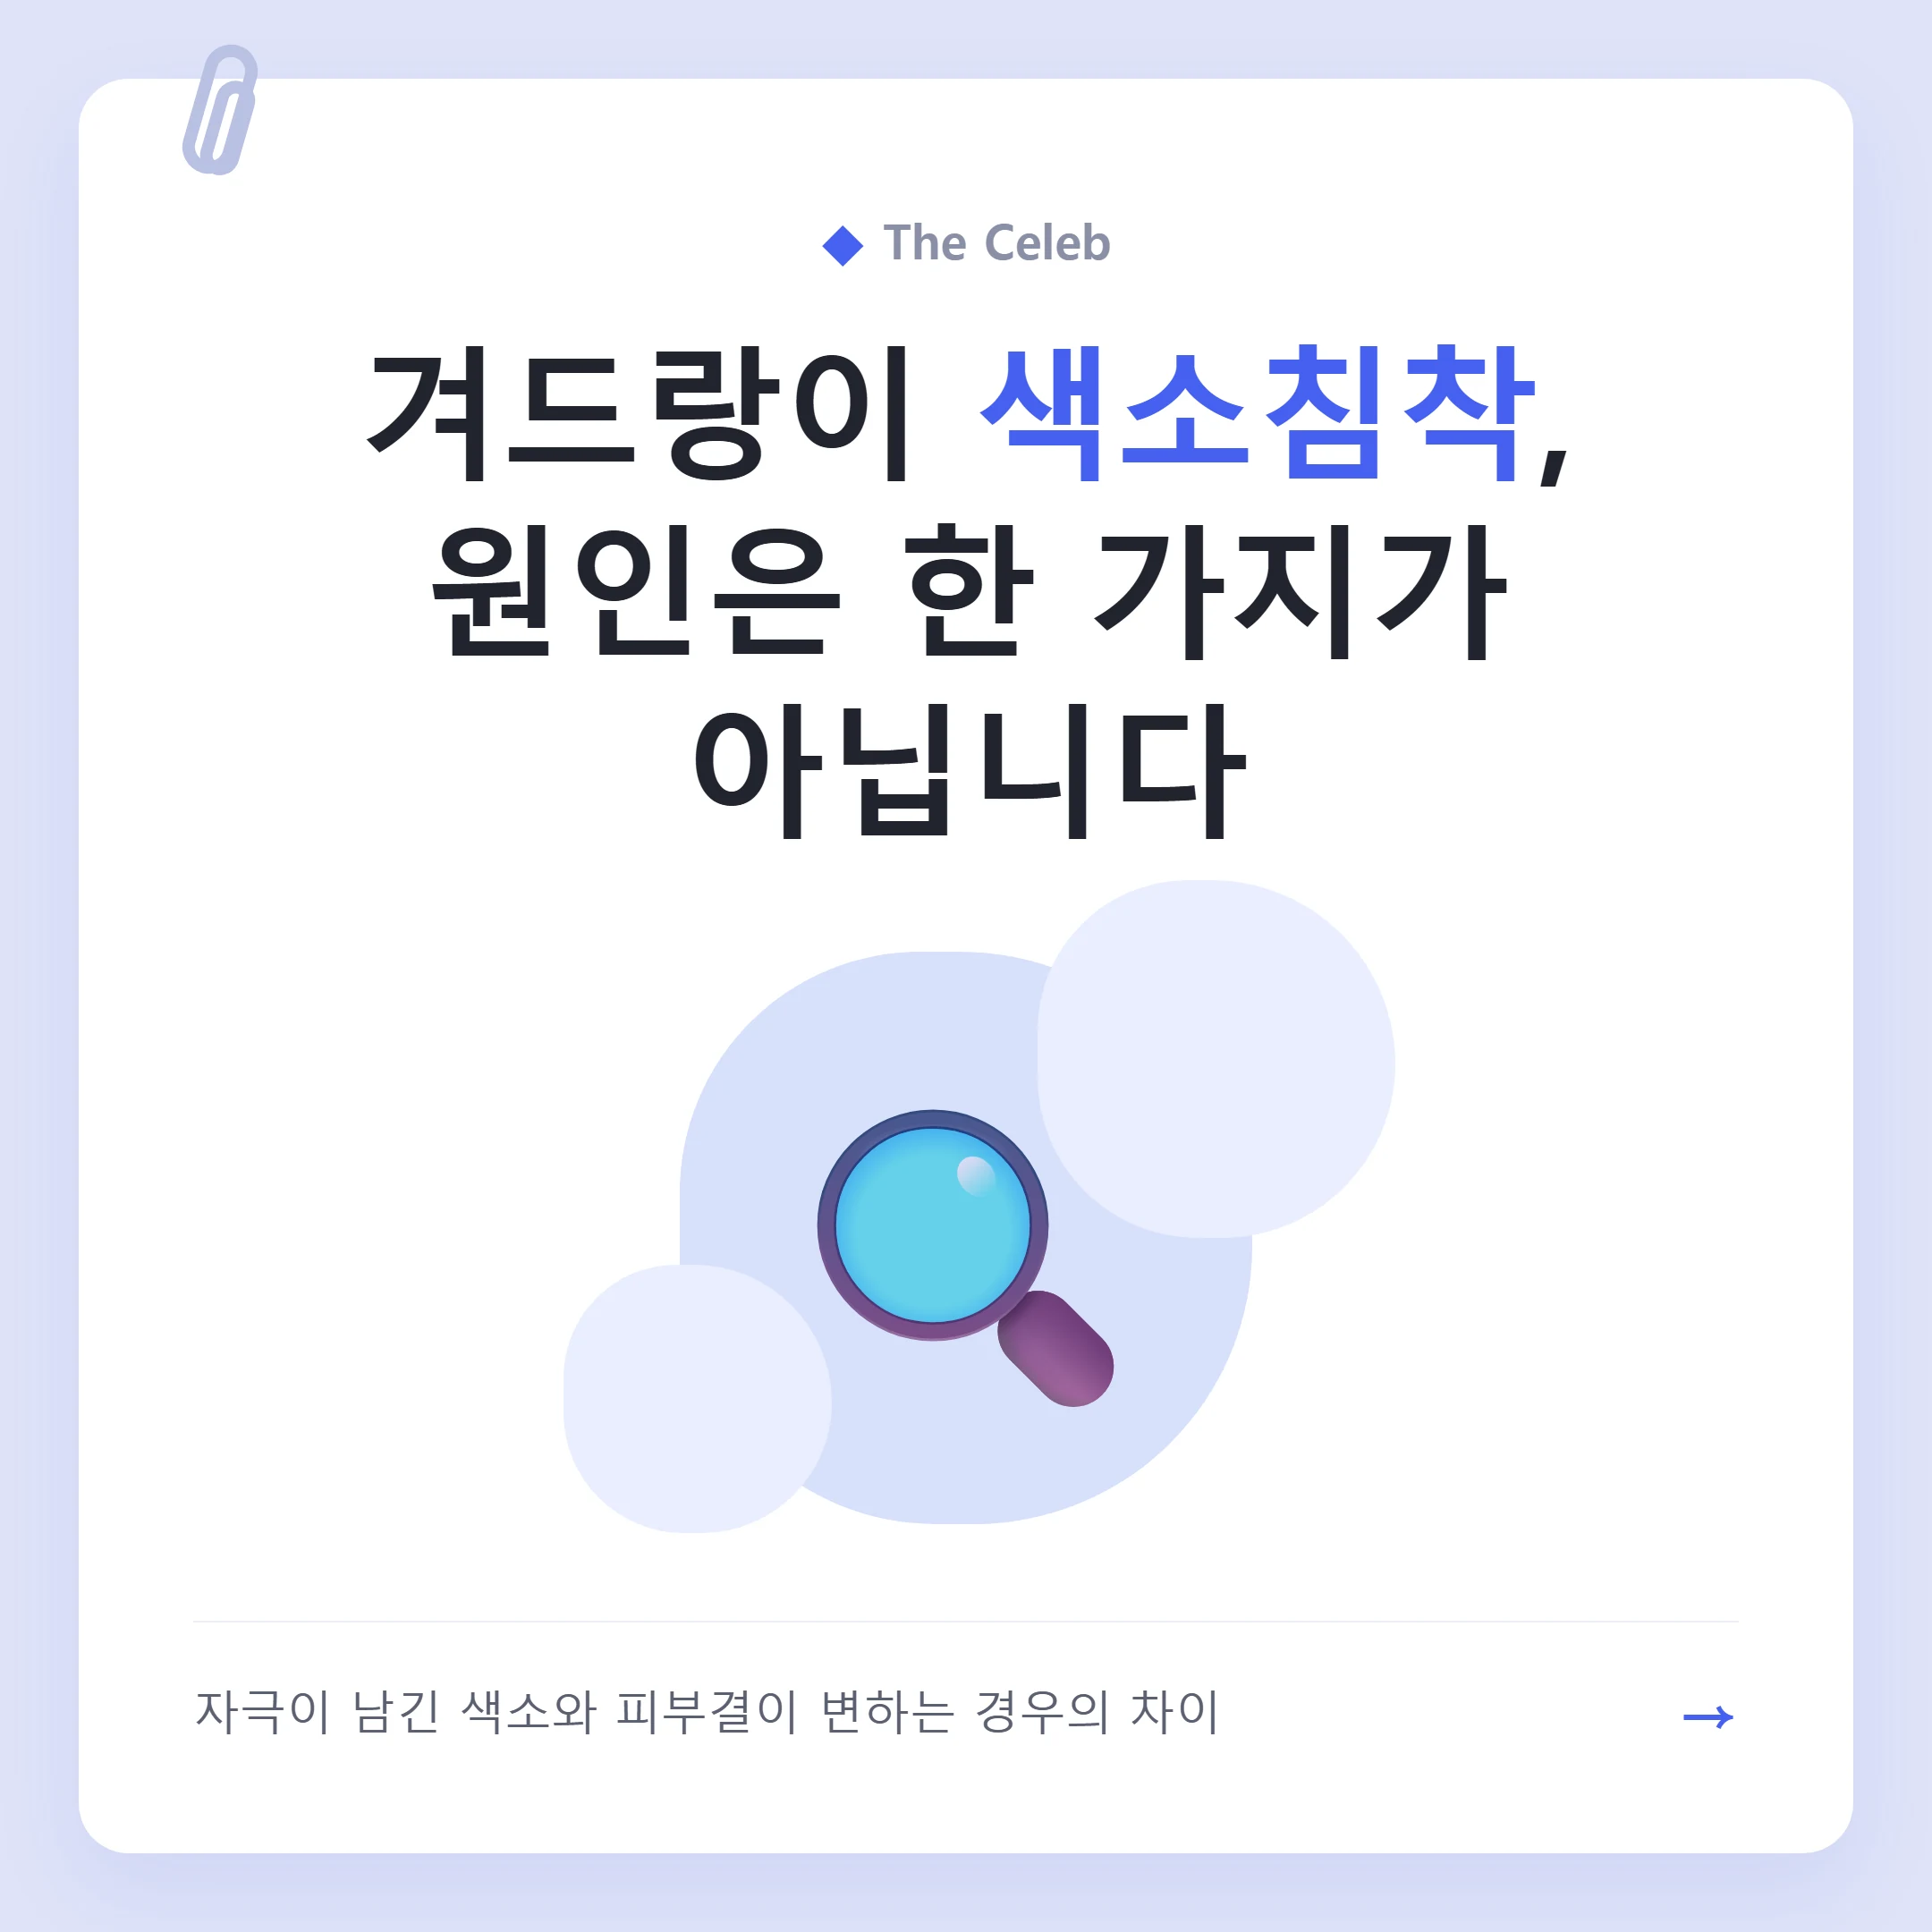 The Celeb
겨드랑이 색소침착,
원인은 한 가지가
아닙니다
자극이 남긴 색소와 피부결이 변하는 경우의 차이 →